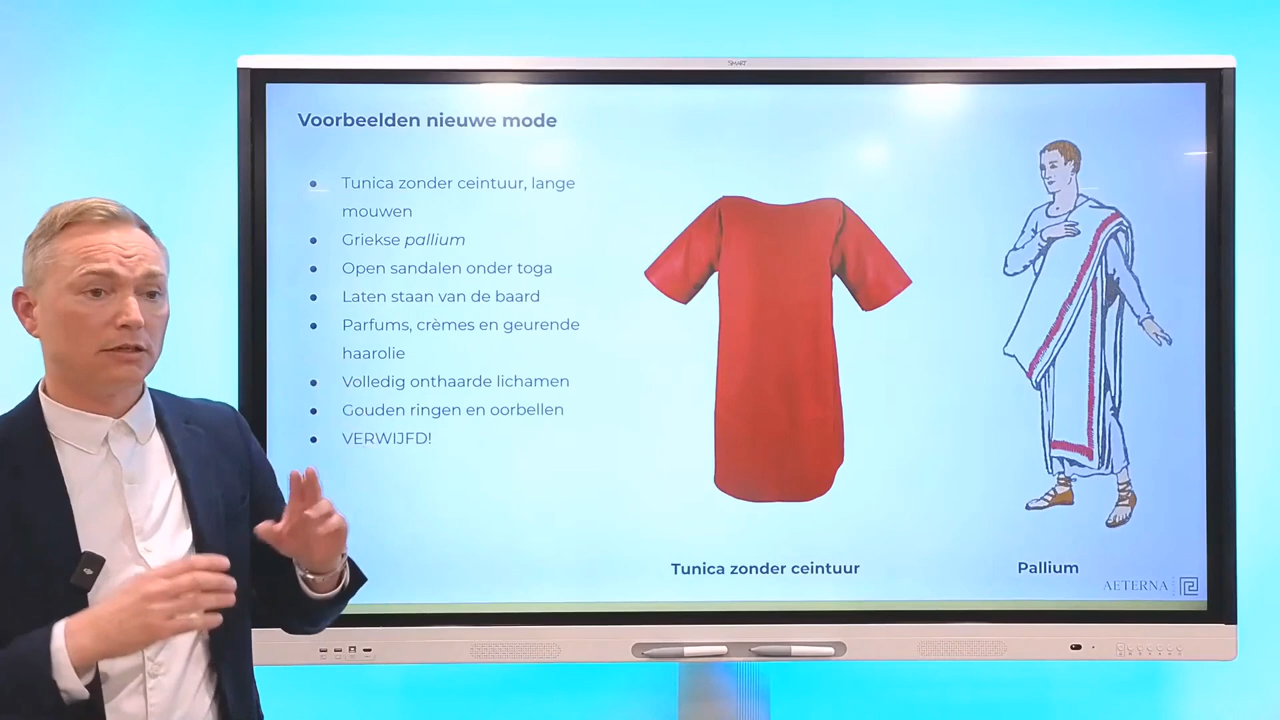 SMART
Voorbeelden nieuwe mode
Tunica zonder ceintuur, lange
mouwen
Griekse pallium
Open sandalen onder toga
Laten staan van de baard
Parfums, crèmes en geurende
haarolie
Volledig onthaarde lichamen
Gouden ringen en oorbellen
VERWIJFD!
Tunica zonder ceintuur
Pallium
AETERNA